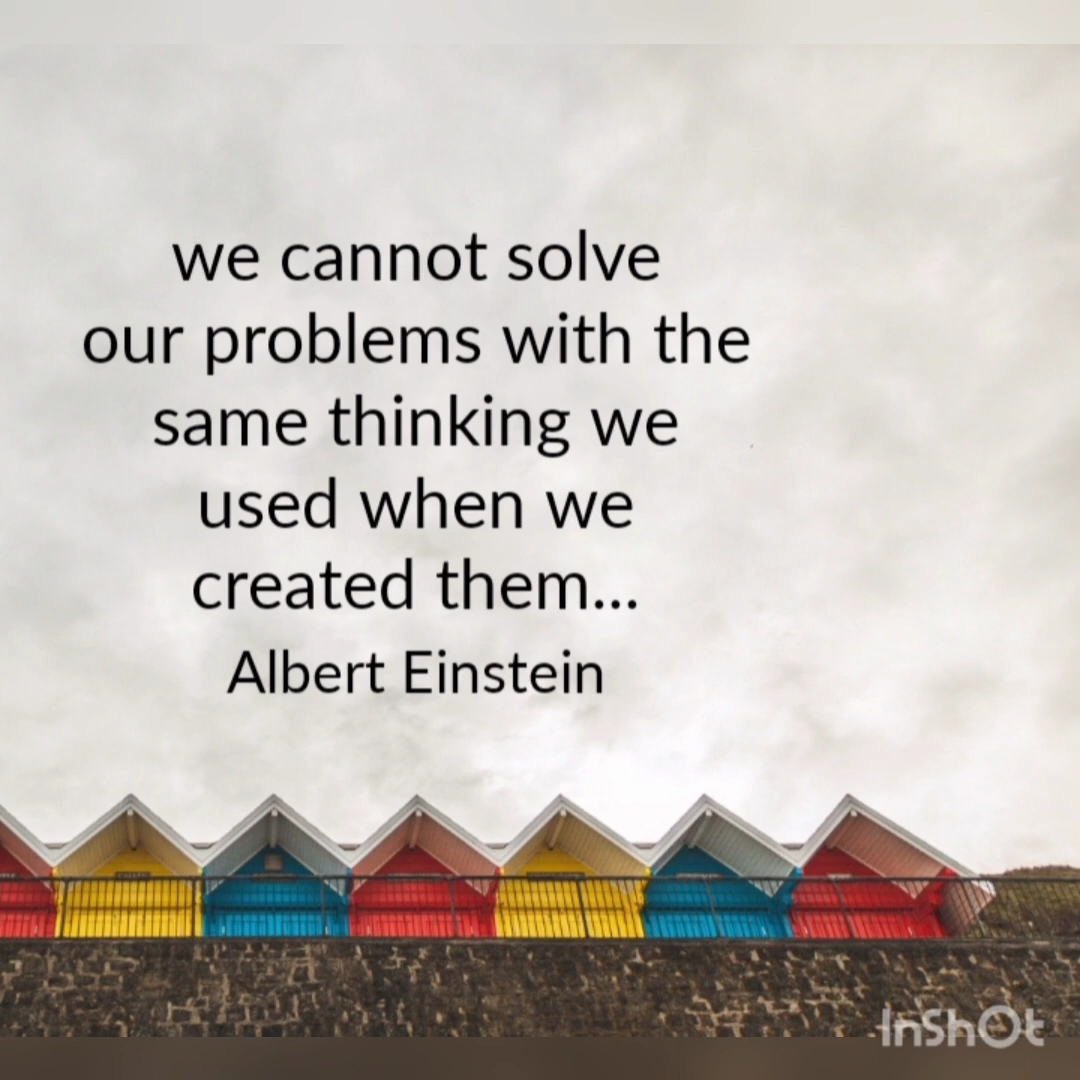 we cannot solve
our problems with the
same thinking we
used when we
created them...
Albert Einstein
InShOt